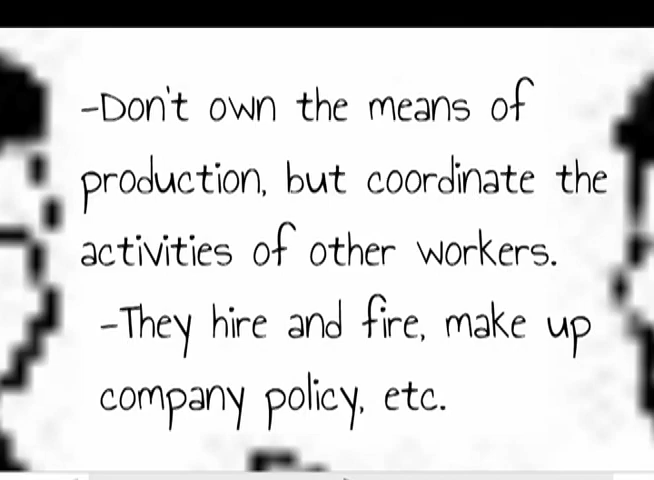 -Don't own the means of
production, but coordinate the
activities of other workers.
-They hire and fire, make up
company policy, etc.